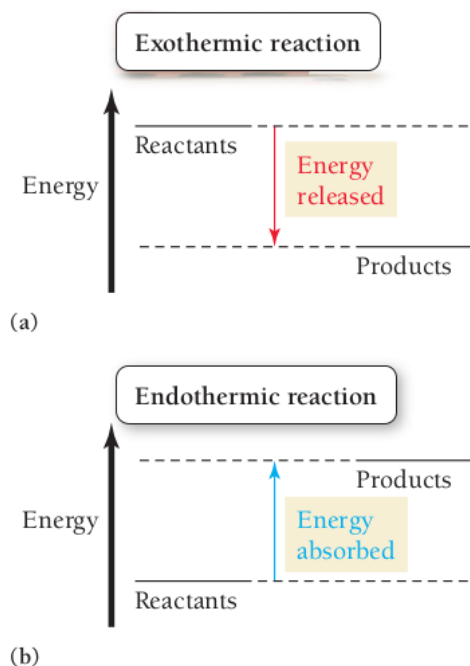 Exothermic reaction
Reactants
Energy
Energy
released
Products
(a)
Endothermic reaction
Products
Energy
Energy
absorbed
Reactants
(b)